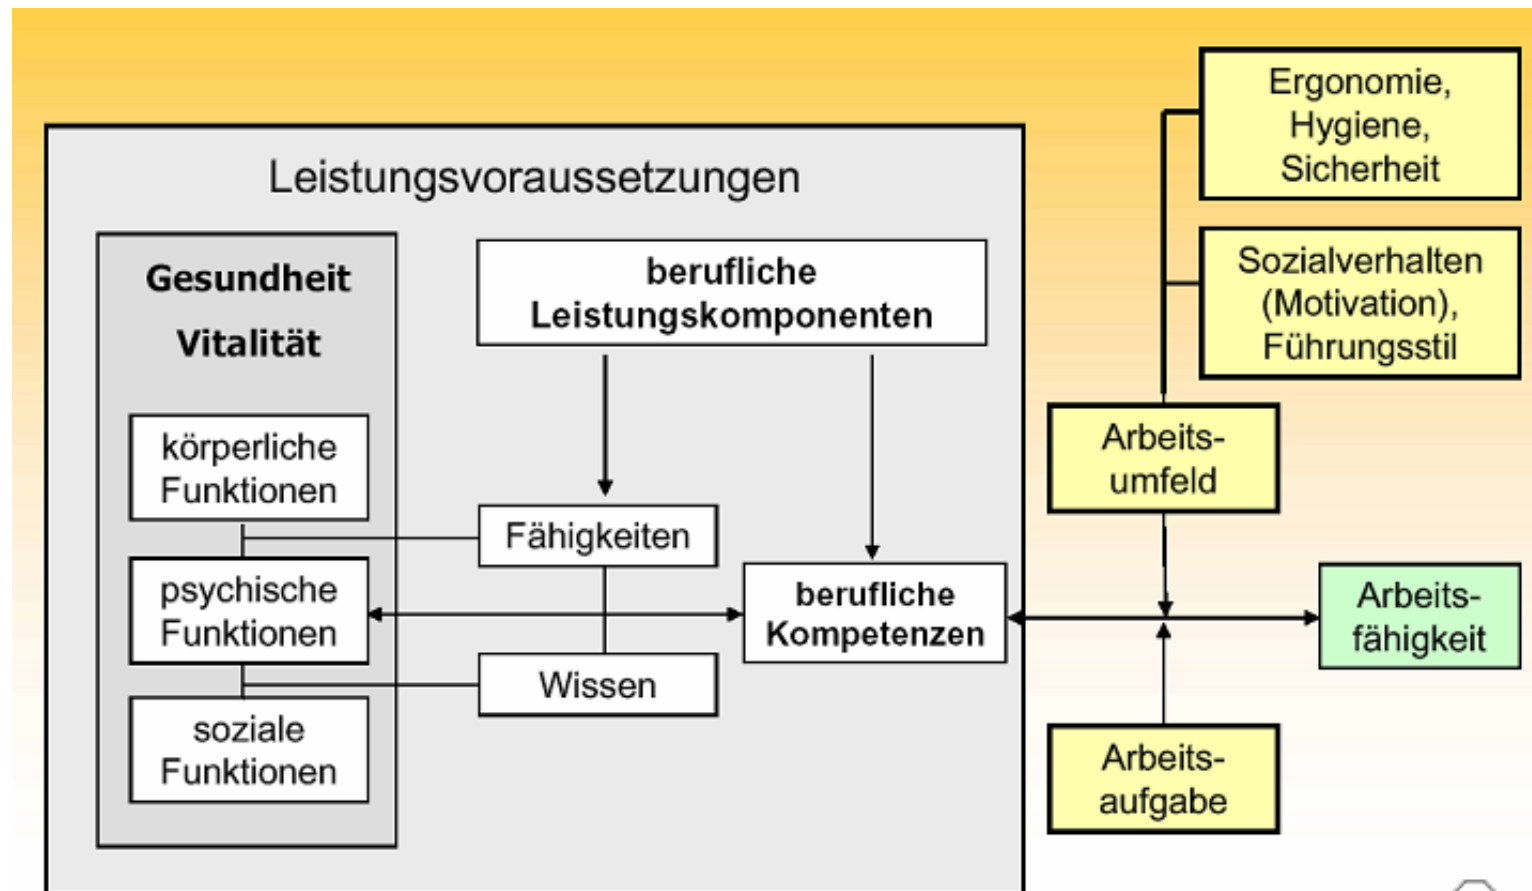 Leistungsvoraussetzungen
Gesundheit
Vitalität
körperliche
Funktionen
psychische
Funktionen
soziale
Funktionen
berufliche
Leistungskomponenten
Fähigkeiten
Wissen
berufliche
Kompetenzen
Ergonomie,
Hygiene,
Sicherheit
Sozialverhalten
(Motivation),
Führungsstil
Arbeits-
umfeld
Arbeits-
fähigkeit
Arbeits-
aufgabe